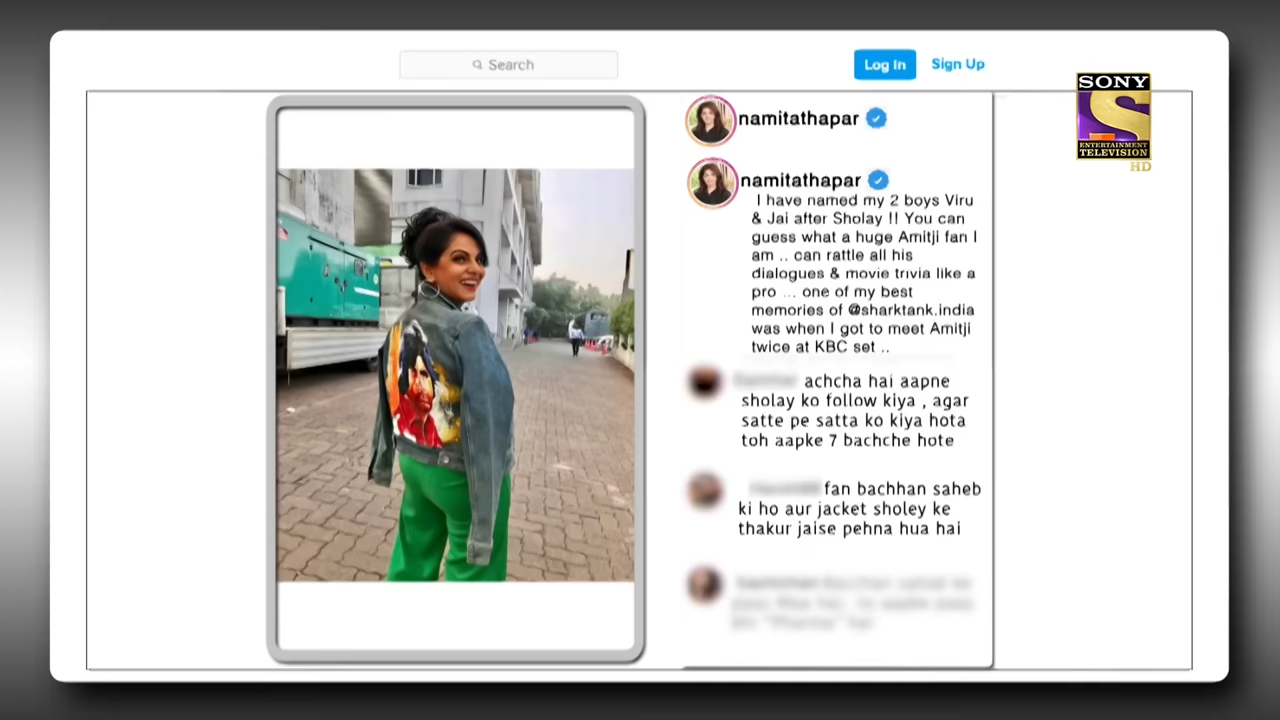 Search
Log In
Sign Up
SONY
ENTERTAINMENT
TELEVISION
HD
namitathapar
namitathapar
I have named my 2 boys Viru
& Jai after Sholay !! You can
guess what a huge Amitji fan I
am .. can rattle all his
dialogues & movie trivia like a
pro ... one of my best
memories of @sharktank.india
was when I got to meet Amitji
twice at KBC set ..
achcha hai aapne
sholay ko follow kiya , agar
satte pe satta ko kiya hota
toh aapke 7 bachche hote
fan bachhan saheb
ki ho aur jacket sholey ke
thakur jaise pehna hua hai